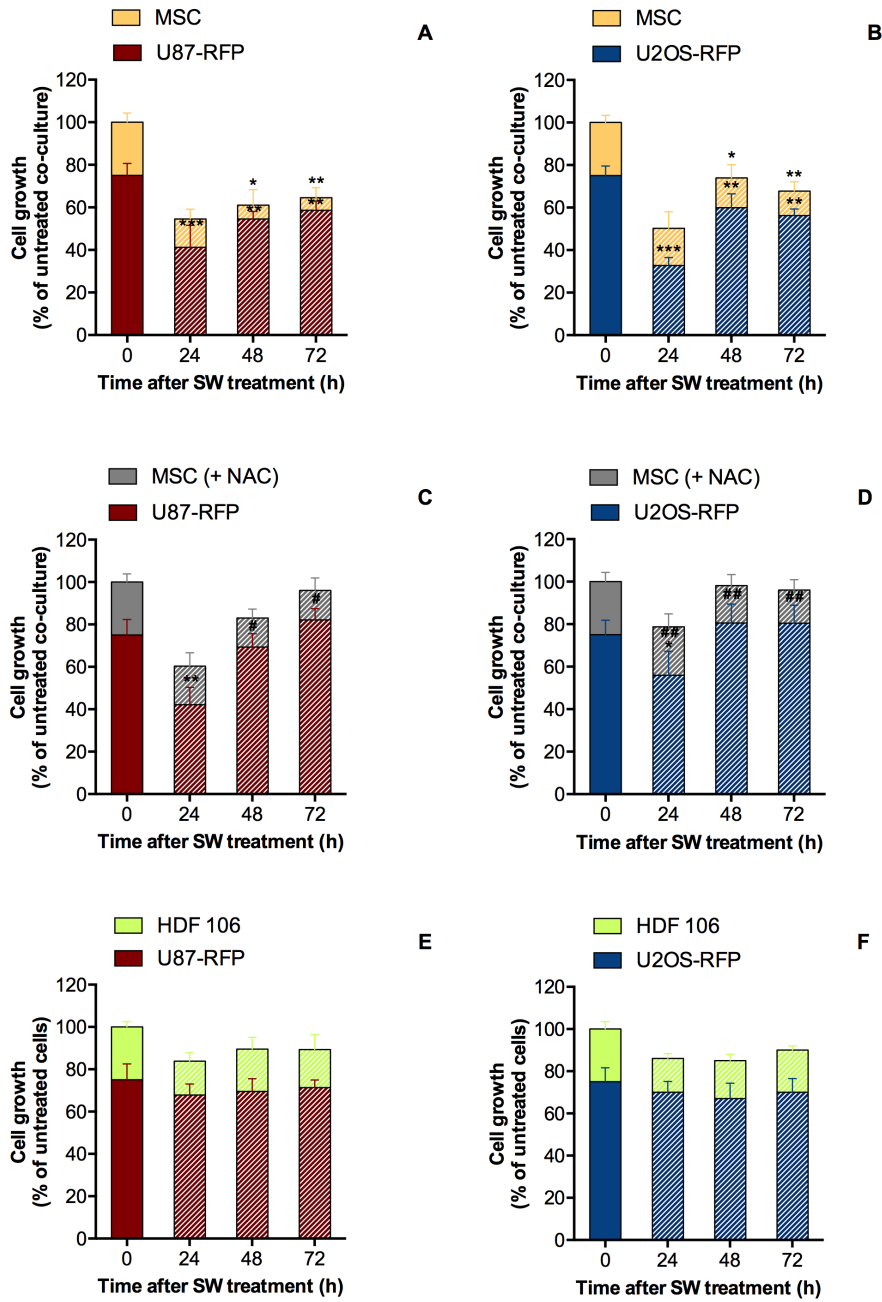 MSC
U87-RFP
A
Cell growth
(% of untreated co-culture)
120
100
80
60
40
20
0
***
*
**
**
**
0 24 48 72
Time after SW treatment (h)
MSC
U2OS-RFP
B
Cell growth
(% of untreated co-culture)
120
100
80
60
40
20
0
***
*
**
**
**
0 24 48 72
Time after SW treatment (h)
MSC (+ NAC)
U87-RFP
C
Cell growth
(% of untreated co-culture)
120
100
80
60
40
20
0
**
#
#
0 24 48 72
Time after SW treatment (h)
MSC (+ NAC)
U2OS-RFP
D
Cell growth
(% of untreated co-culture)
120
100
80
60
40
20
0
##
*
##
##
0 24 48 72
Time after SW treatment (h)
HDF 106
U87-RFP
E
Cell growth
(% of untreated cells)
120
100
80
60
40
20
0
0 24 48 72
Time after SW treatment (h)
HDF 106
U2OS-RFP
F
Cell growth
(% of untreated cells)
120
100
80
60
40
20
0
0 24 48 72
Time after SW treatment (h)